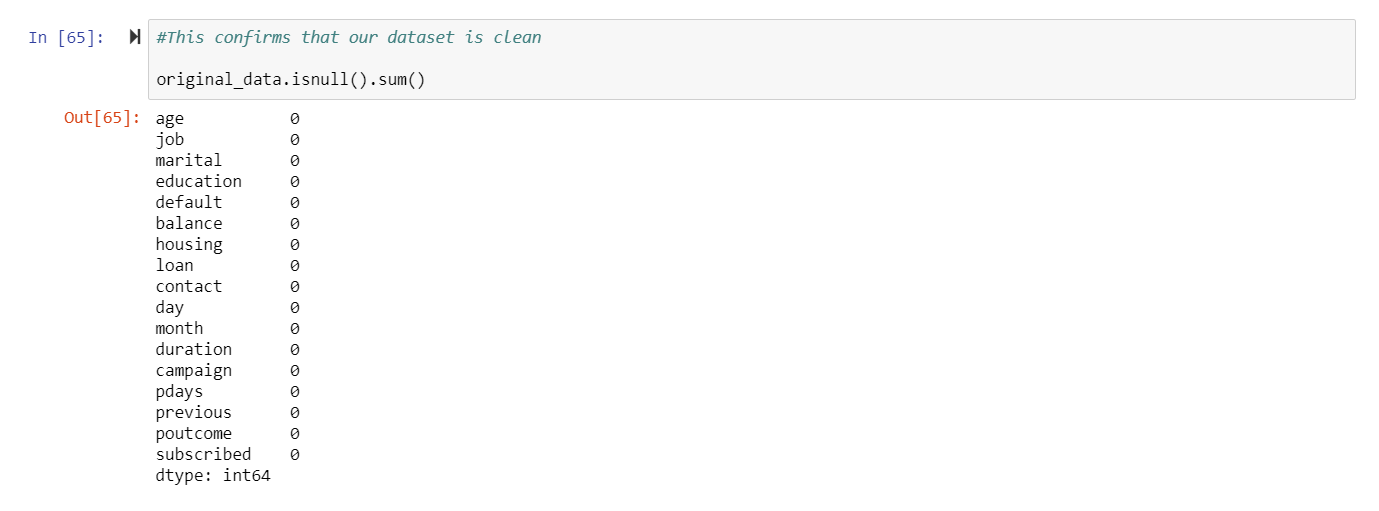 In [65]: #This confirms that our dataset is clean
original_data.isnull().sum()
Out[65]: age 0
job 0
marital 0
education 0
default 0
balance 0
housing 0
loan 0
contact 0
day 0
month 0
duration 0
campaign 0
pdays 0
previous 0
poutcome 0
subscribed 0
dtype: int64